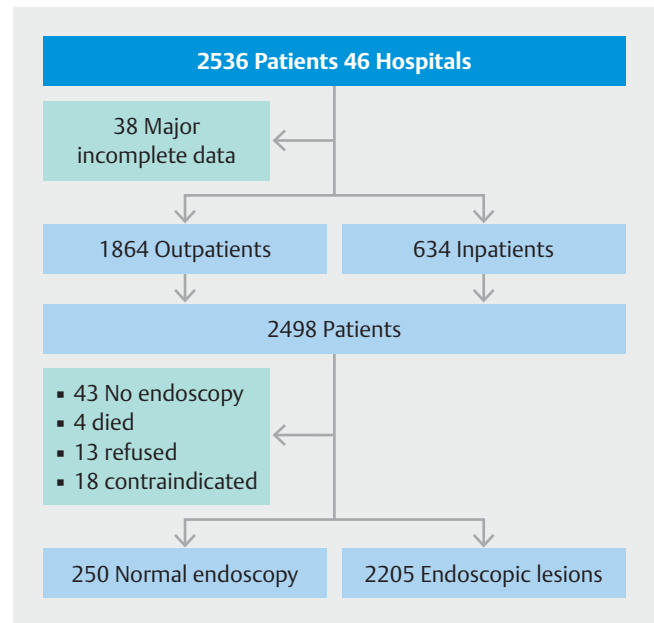 2536 Patients 46 Hospitals
38 Major
incomplete data
1864 Outpatients
634 Inpatients
2498 Patients
▪ 43 No endoscopy
▪ 4 died
▪ 13 refused
▪ 18 contraindicated
250 Normal endoscopy
2205 Endoscopic lesions